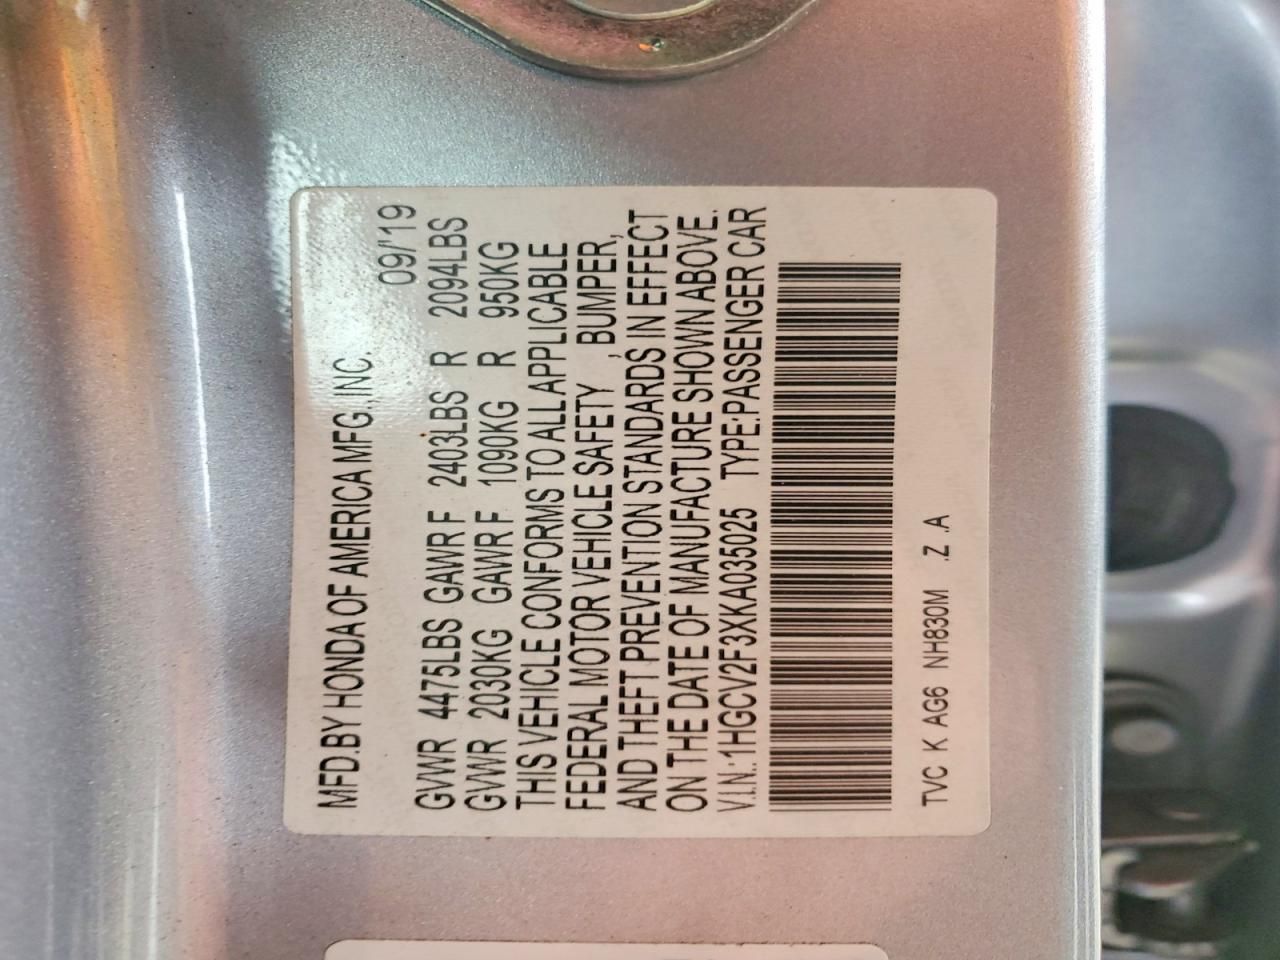 MFD.BY HONDA OF AMERICA MFG.,INC.
09/'19
GVWR 4475LBS GAWR F 2403LBS R 2094LBS
GVWR 2030KG GAWR F 1090KG R 950KG
THIS VEHICLE CONFORMS TO ALL APPLICABLE
FEDERAL MOTOR VEHICLE SAFETY , BUMPER,
AND THEFT PREVENTION STANDARDS IN EFFECT
ON THE DATE OF MANUFACTURE SHOWN ABOVE.
V.I.N.:1HGCV2F3XKA035025 TYPE:PASSENGER CAR
TVC K AG6 NH830M .Z .A